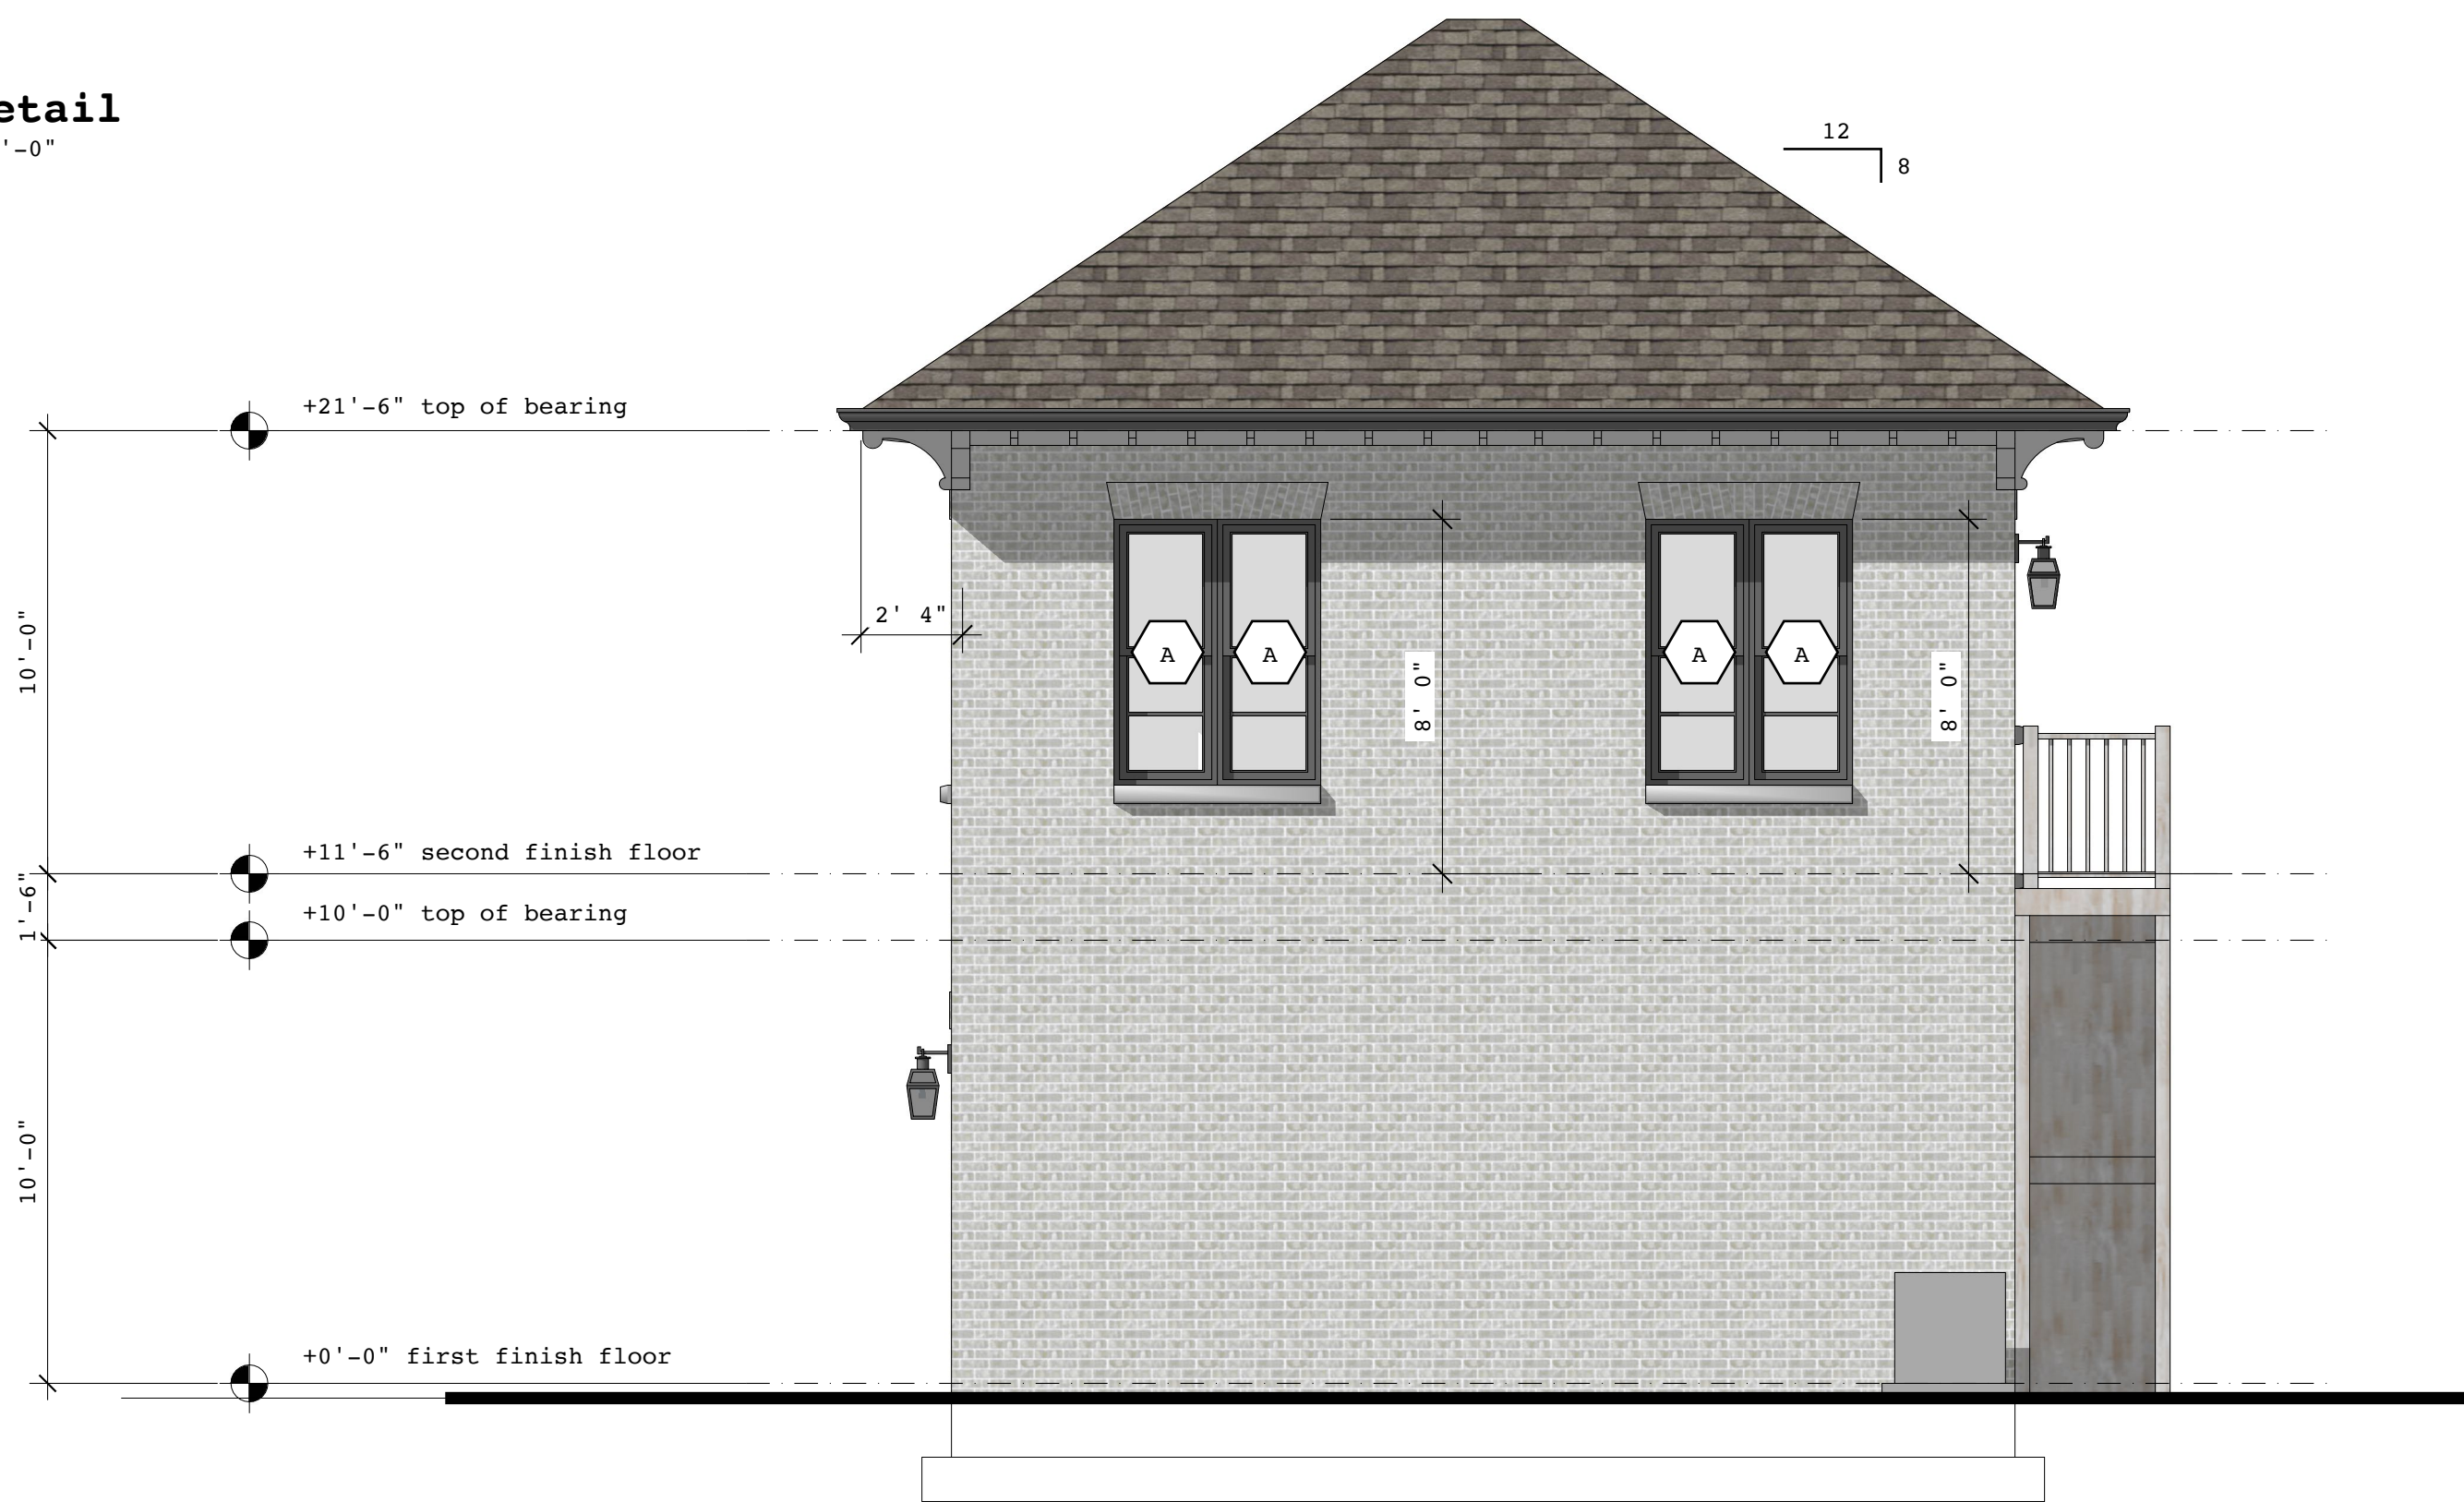 etail
'-0"
12
8
+21'-6" top of bearing
10'-0"
2' 4"
A
A
8' 0"
A
A
8' 0"
+11'-6" second finish floor
1'-6"
+10'-0" top of bearing
10'-0"
+0'-0" first finish floor